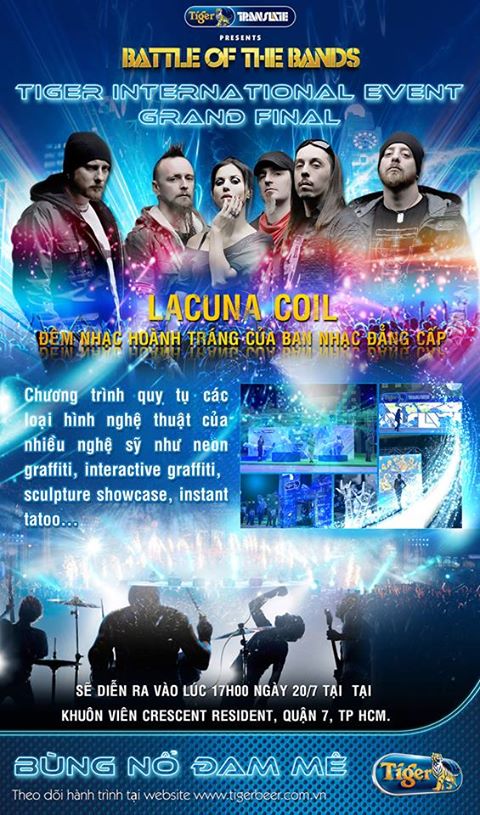 Tiger TRANSLATE
PRESENTS
BATTLE OF THE BANDS
TIGER INTERNATIONAL EVENT
GRAND FINAL
LACUNA COIL
ĐÊM NHẠC HOÀNH TRÁNG CỦA BAN NHẠC ĐẲNG CẤP
Chương trình quy tụ các
loại hình nghệ thuật của
nhiều nghệ sỹ như neon
graffiti, interactive graffiti,
sculpture showcase, instant
tatoo...
SẼ DIỄN RA VÀO LÚC 17H00 NGÀY 20/7 TẠI TẠI
KHUÔN VIÊN CRESCENT RESIDENT, QUẬN 7, TP HCM.
BÙNG NỔ ĐAM MÊ
Tiger
Theo dõi hành trình tại website www.tigerbeer.com.vn